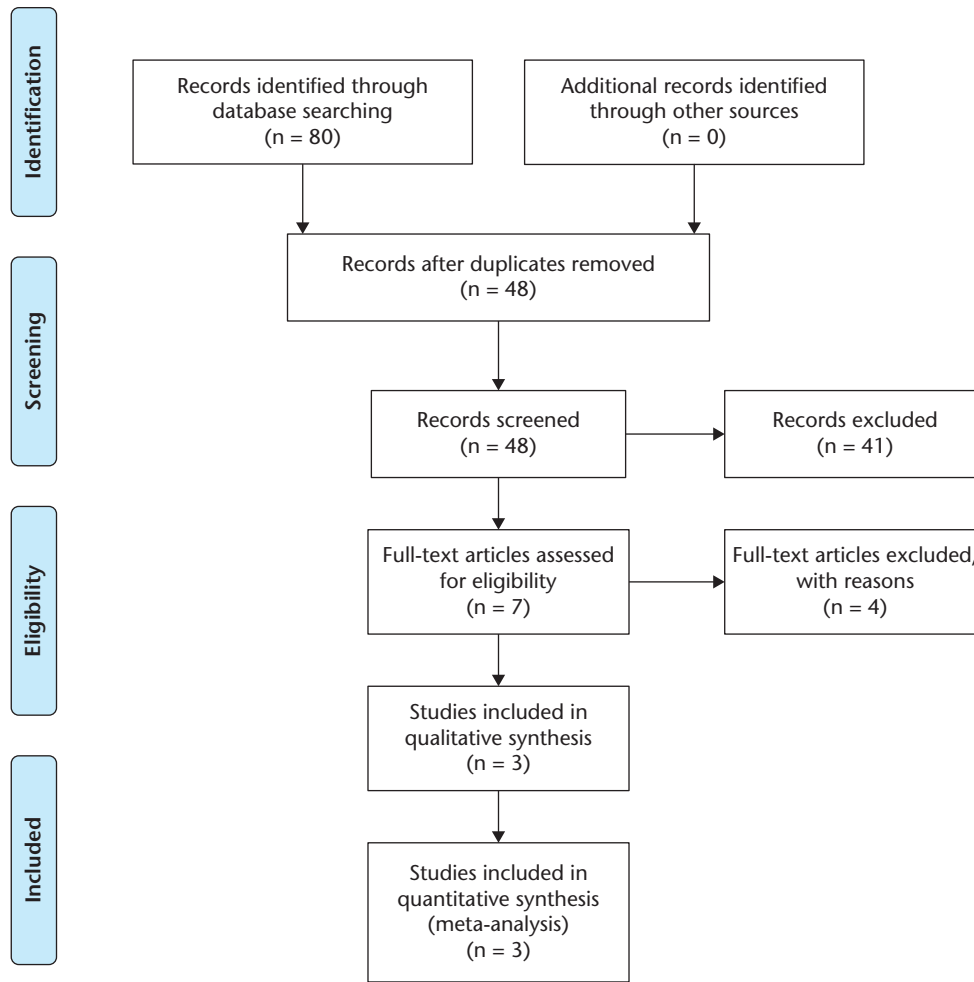 Identification
Records identified through
database searching
(n = 80)
Additional records identified
through other sources
(n = 0)
Screening
Records after duplicates removed
(n = 48)
Records screened
(n = 48)
Records excluded
(n = 41)
Eligibility
Full-text articles assessed
for eligibility
(n = 7)
Full-text articles excluded,
with reasons
(n = 4)
Studies included in
qualitative synthesis
(n = 3)
Included
Studies included in
quantitative synthesis
(meta-analysis)
(n = 3)